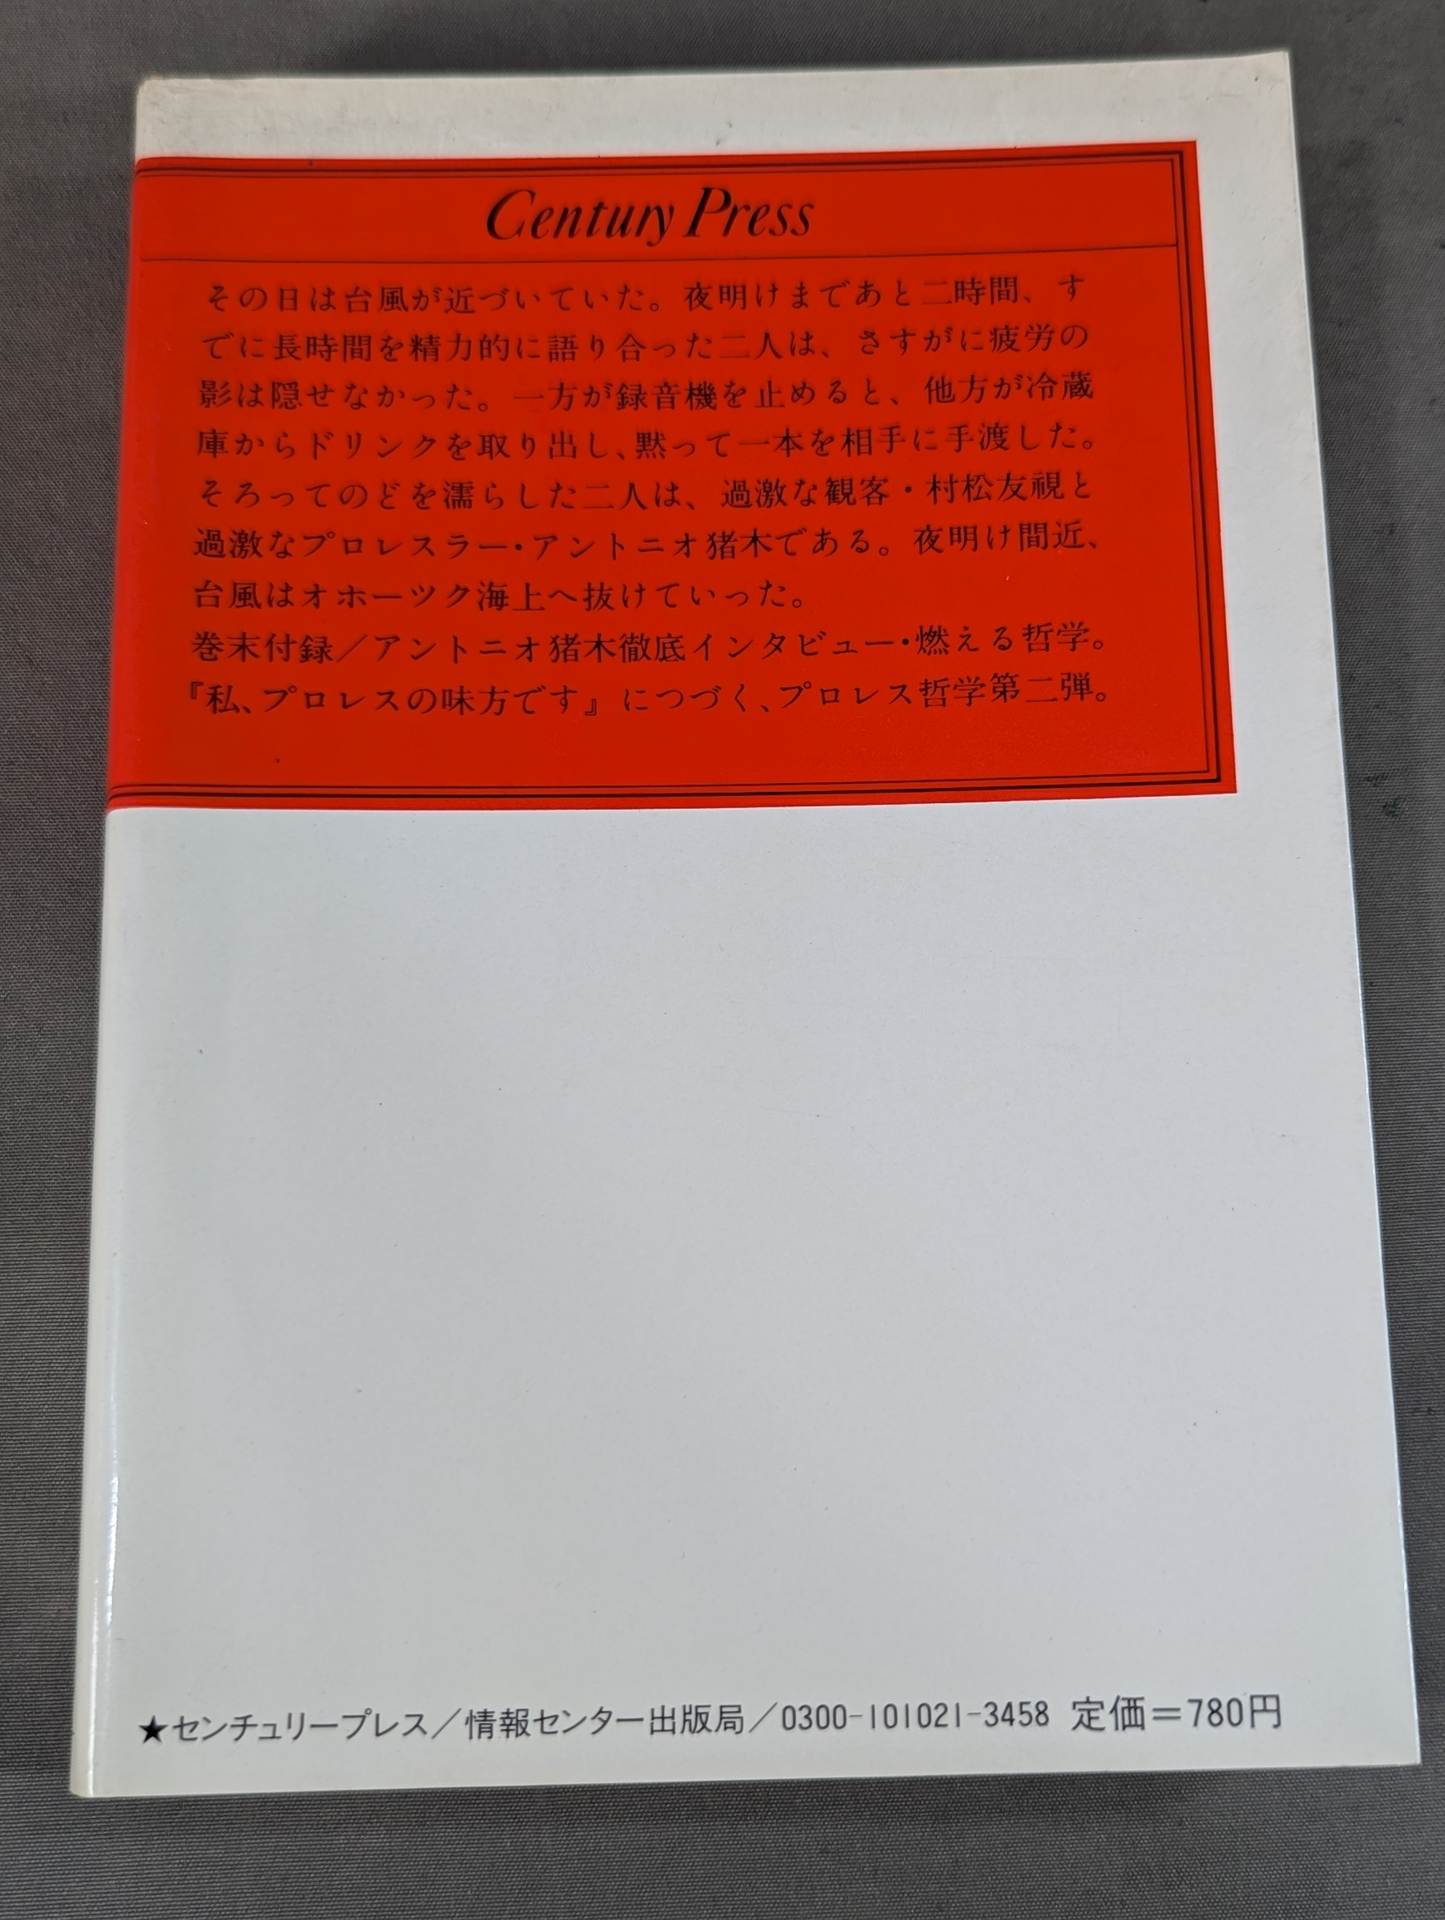 Century Press
その日は台風が近づいていた。夜明けまであと二時間、す
でに長時間を精力的に語り合った二人は、さすがに疲労の
影は隠せなかった。一方が録音機を止めると、他方が冷蔵
庫からドリンクを取り出し、黙って一本を相手に手渡した。
そろってのどを濡らした二人は、過激な観客・村松友視と
過激なプロレスラー・アントニオ猪木である。夜明け間近、
台風はオホーツク海上へ抜けていった。
巻末付録／アントニオ猪木徹底インタビュー・燃える哲学。
『私、プロレスの味方です』につづく、プロレス哲学第二弾。
★センチュリープレス／情報センター出版局／0300-101021-3458 定価＝780円